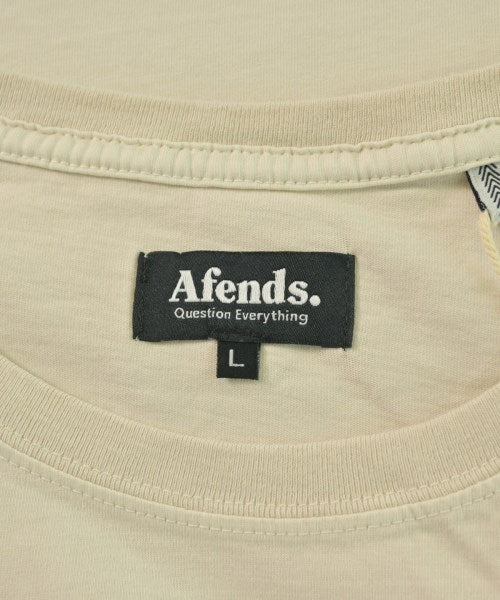 Afends.
Question Everything
L